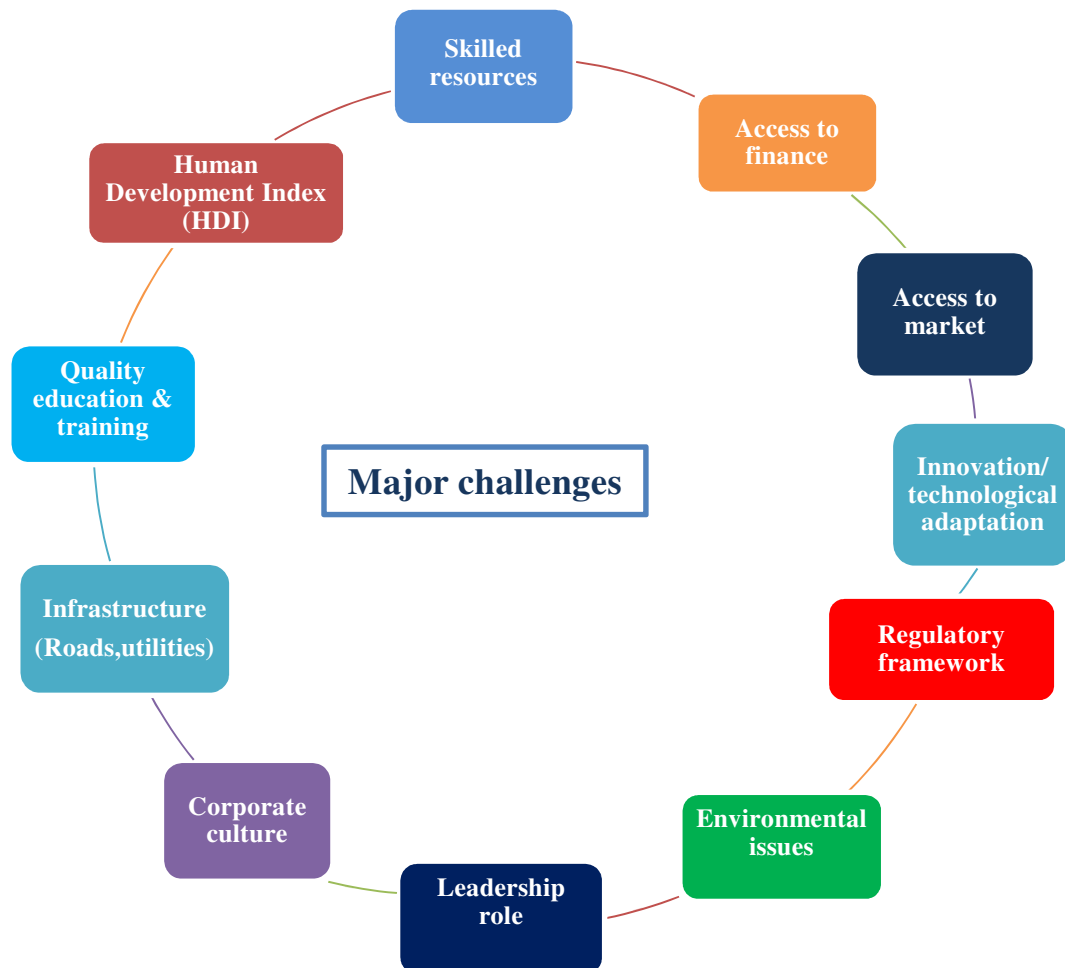 Skilled
resources
Access to
finance
Access to
market
Innovation/
technological
adaptation
Regulatory
framework
Environmental
issues
Leadership
role
Corporate
culture
Infrastructure
(Roads,utilities)
Quality
education &
training
Human
Development Index
(HDI)
Major challenges